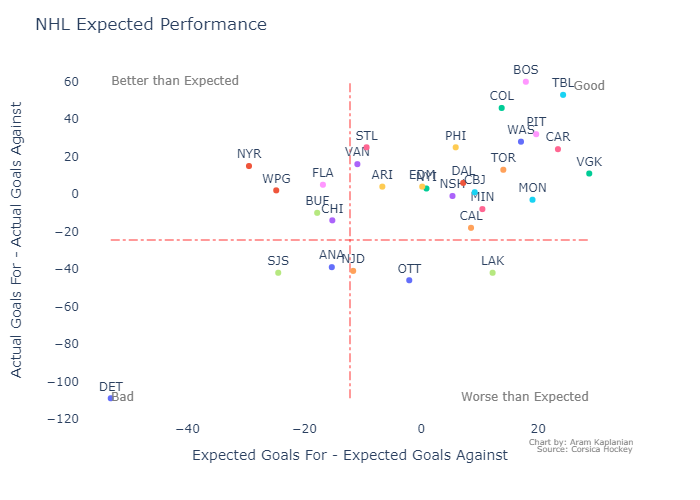 NHL Expected Performance
BOS
60
Better than Expected
TBL
Good
COL
Actual Goals For - Actual Goals Against
40
PIT
WAS
STL
PHI
CAR
20
VAN
TOR
VGK
NYR
WPG
FLA
ARI
EDM
NYI
DAL
CBJ
NSH
MON
0
BUF
CHI
MIN
CAL
−20
SJS
ANA
NJD
OTT
LAK
−40
−60
−80
DET
−100
Bad
Worse than Expected
−120
−40
−20
0
20
Chart by: Aram Kaplanian
Source: Corsica Hockey
Expected Goals For - Expected Goals Against